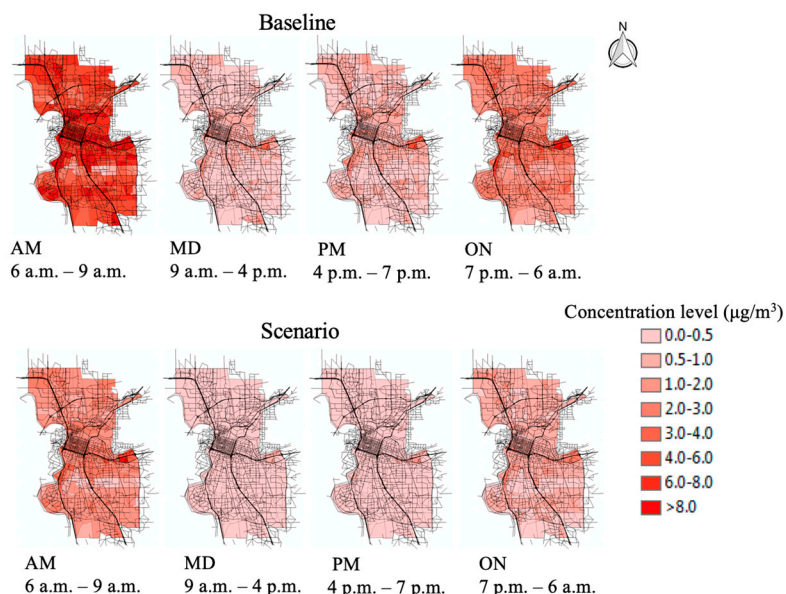 Baseline
N
AM
6 a.m. – 9 a.m.
MD
9 a.m. – 4 p.m.
PM
4 p.m. – 7 p.m.
ON
7 p.m. – 6 a.m.
Scenario
Concentration level (µg/m³)
0.0-0.5
0.5-1.0
1.0-2.0
2.0-3.0
3.0-4.0
4.0-6.0
6.0-8.0
>8.0
AM
6 a.m. – 9 a.m.
MD
9 a.m. – 4 p.m.
PM
4 p.m. – 7 p.m.
ON
7 p.m. – 6 a.m.